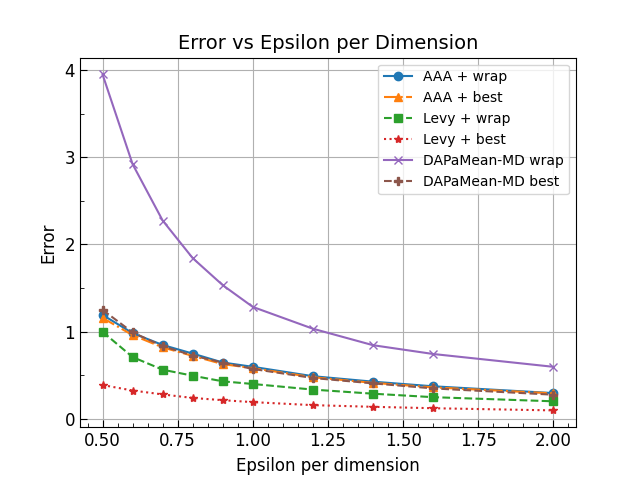 Error vs Epsilon per Dimension
AAA + wrap
AAA + best
Levy + wrap
Levy + best
DAPaMean-MD wrap
DAPaMean-MD best
Error
4
3
2
1
0
0.50 0.75 1.00 1.25 1.50 1.75 2.00
Epsilon per dimension